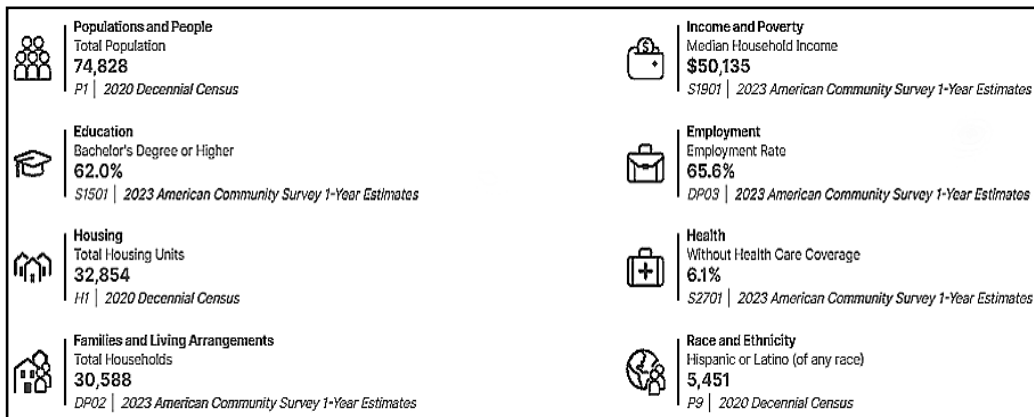 Populations and People
Total Population
74,828
P1 | 2020 Decennial Census
Education
Bachelor's Degree or Higher
62.0%
S1501 | 2023 American Community Survey 1-Year Estimates
Housing
Total Housing Units
32,854
H1 | 2020 Decennial Census
Families and Living Arrangements
Total Households
30,588
DP02 | 2023 American Community Survey 1-Year Estimates
Income and Poverty
Median Household Income
$50,135
S1901 | 2023 American Community Survey 1-Year Estimates
Employment
Employment Rate
65.6%
DP03 | 2023 American Community Survey 1-Year Estimates
Health
Without Health Care Coverage
6.1%
S2701 | 2023 American Community Survey 1-Year Estimates
Race and Ethnicity
Hispanic or Latino (of any race)
5,451
P9 | 2020 Decennial Census